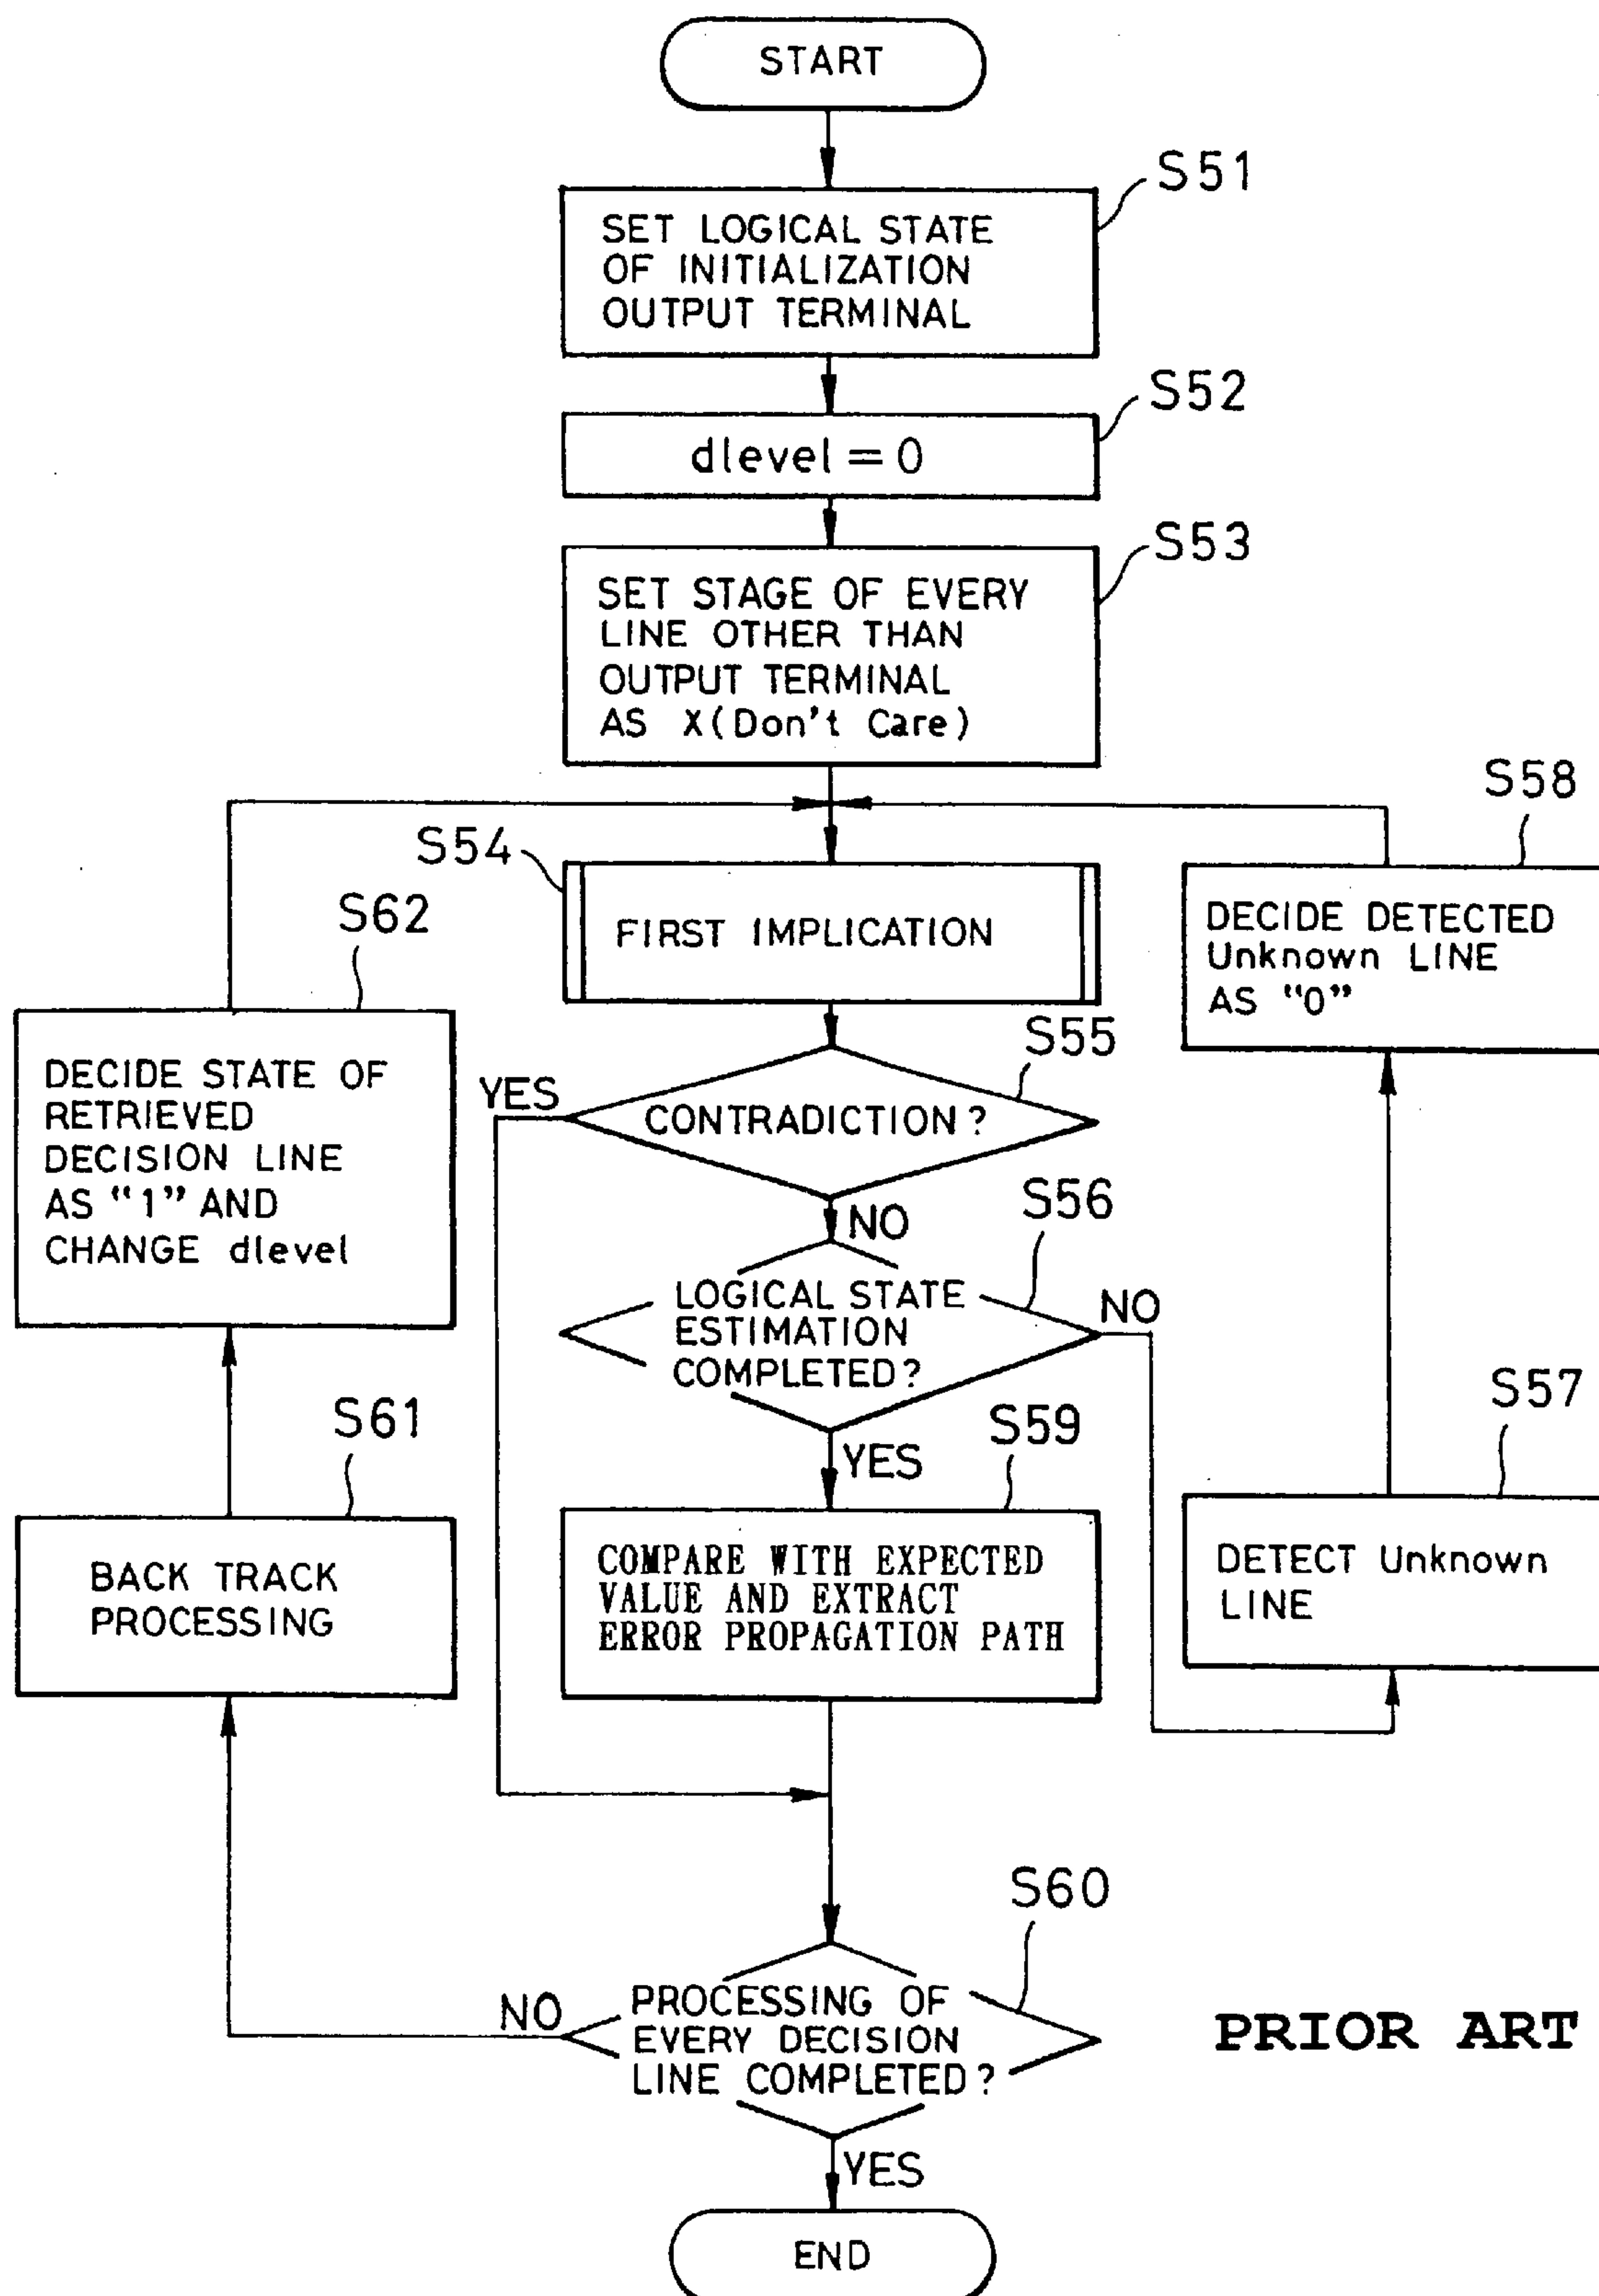 START
S51
SET LOGICAL STATE
OF INITIALIZATION
OUTPUT TERMINAL
S52
dlevel = 0
S53
SET STAGE OF EVERY
LINE OTHER THAN
OUTPUT TERMINAL
AS X(Don't Care)
S54
FIRST IMPLICATION
S58
DECIDE DETECTED
Unknown LINE
AS "0"
S62
DECIDE STATE OF
RETRIEVED
DECISION LINE
AS "1" AND
CHANGE dlevel
S55
YES
CONTRADICTION?
NO
S56
LOGICAL STATE
ESTIMATION
COMPLETED?
NO
YES
S57
DETECT Unknown
LINE
S59
COMPARE WITH EXPECTED
VALUE AND EXTRACT
ERROR PROPAGATION PATH
S61
BACK TRACK
PROCESSING
S60
NO
PROCESSING OF
EVERY DECISION
LINE COMPLETED?
YES
PRIOR ART
END